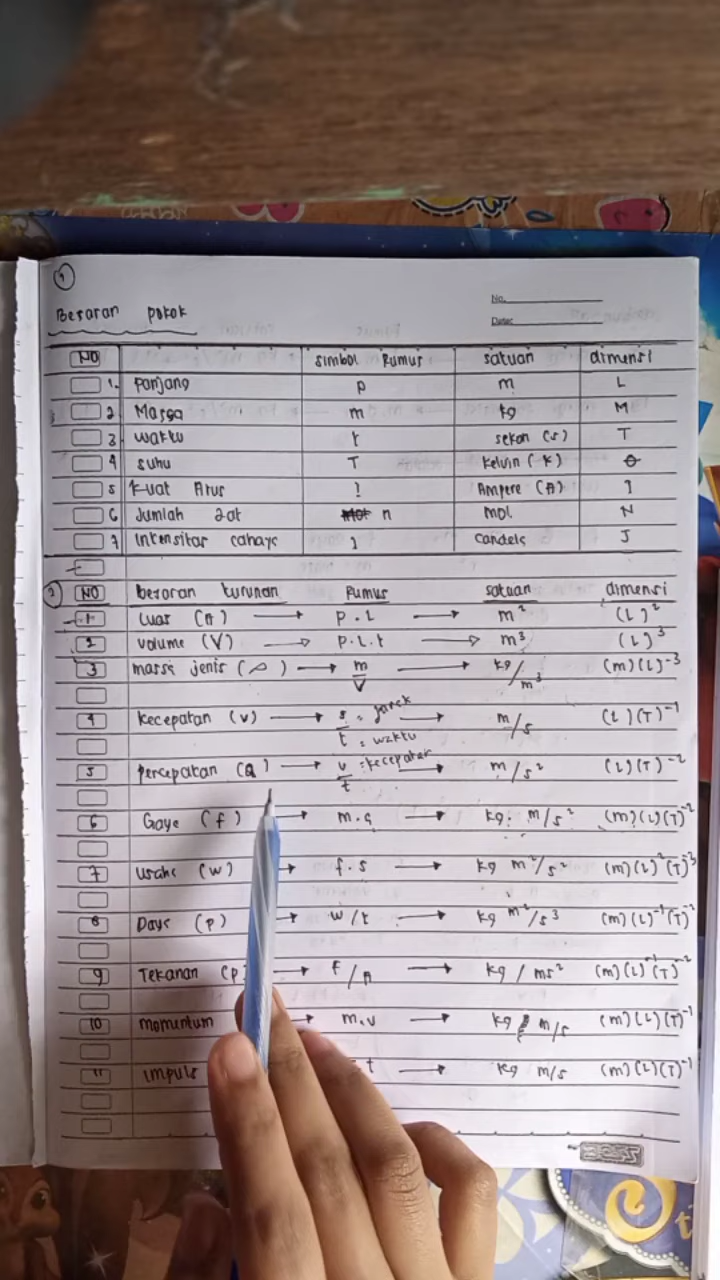 1
Besaran Pokok
No.
Date:
NO simbol Rumus satuan dimensi
1. Panjang P m L
2 Massa m kg M
3 waktu t sekon (s) T
4 suhu T Kelvin (K) θ
5 Kuat Arus I Ampere (A) I
6 Jumlah zat n mol N
7 Intensitas cahaya J candela J
2 NO besaran turunan Rumus satuan dimensi
1 Luas (A) → P.L → m² (L)²
2 Volume (V) → P.L.t → m³ (L)³
3 massa jenis (ρ) → m/V → kg/m³ (m)(L)⁻³
4 kecepatan (v) → s/t = jarak = waktu → m/s (L)(T)⁻¹
5 Percepatan (a) → v/t = kecepatan → m/s² (L)(T)⁻²
6 Gaya (f) → m.a → kg. m/s² (m)(L)(T)⁻²
7 Usaha (w) → f.s → kg m²/s² (m)(L)²(T)³
8 Daya (p) → w/t → kg m²/s³ (m)(L)⁻¹(T)⁻²
9 Tekanan (p) → f/A → kg / ms² (m)(L)⁻¹(T)⁻²
10 momentum → m.v → kg m/s (m)(L)(T)⁻¹
11 impuls t → kg m/s (m)(L)(T)⁻¹